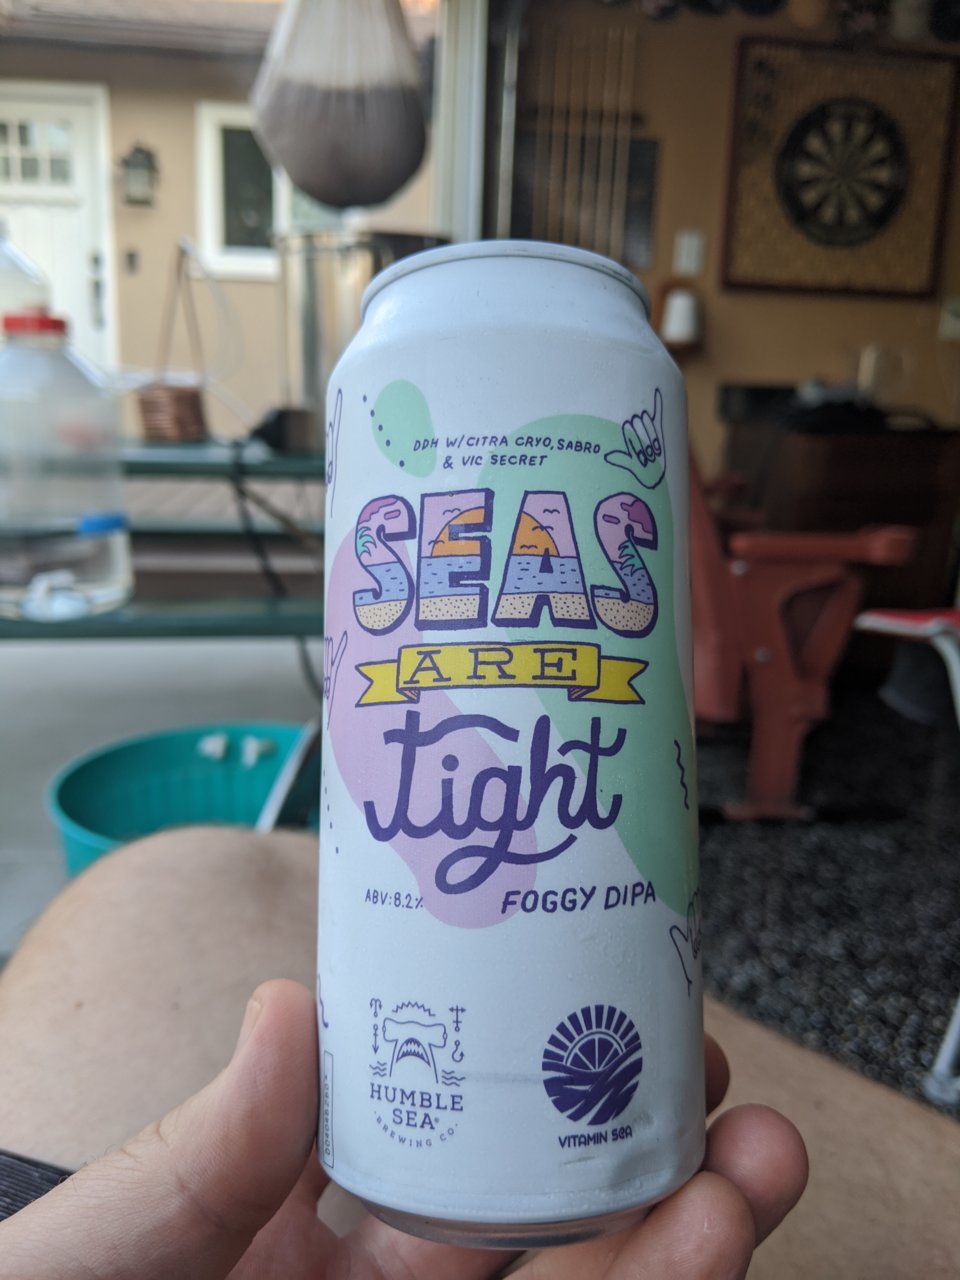 DDH W/CITRA CRYO, SABRO
& VIC SECRET
SEAS
ARE
tight
ABV:8.2%
FOGGY DIPA
HUMBLE
SEA
BREWING CO.
VITAMIN SEA